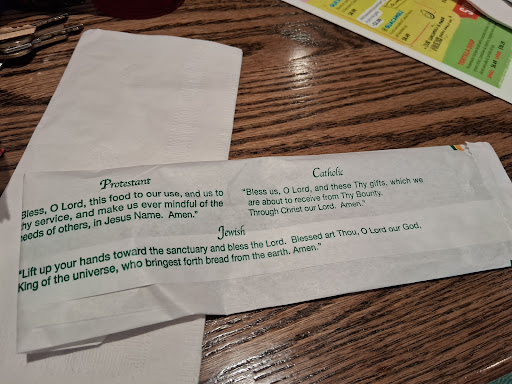 Protestant
Bless, O Lord, this food to our use, and us to
hy service, and make us ever mindful of the
eeds of others, in Jesus Name. Amen."
Catholic
"Bless us, O Lord, and these Thy gifts, which we
are about to receive from Thy Bounty.
Through Christ our Lord. Amen."
Jewish
"Lift up your hands toward the sanctuary and bless the Lord. Blessed art Thou, O Lord our God,
King of the universe, who bringest forth bread from the earth. Amen."